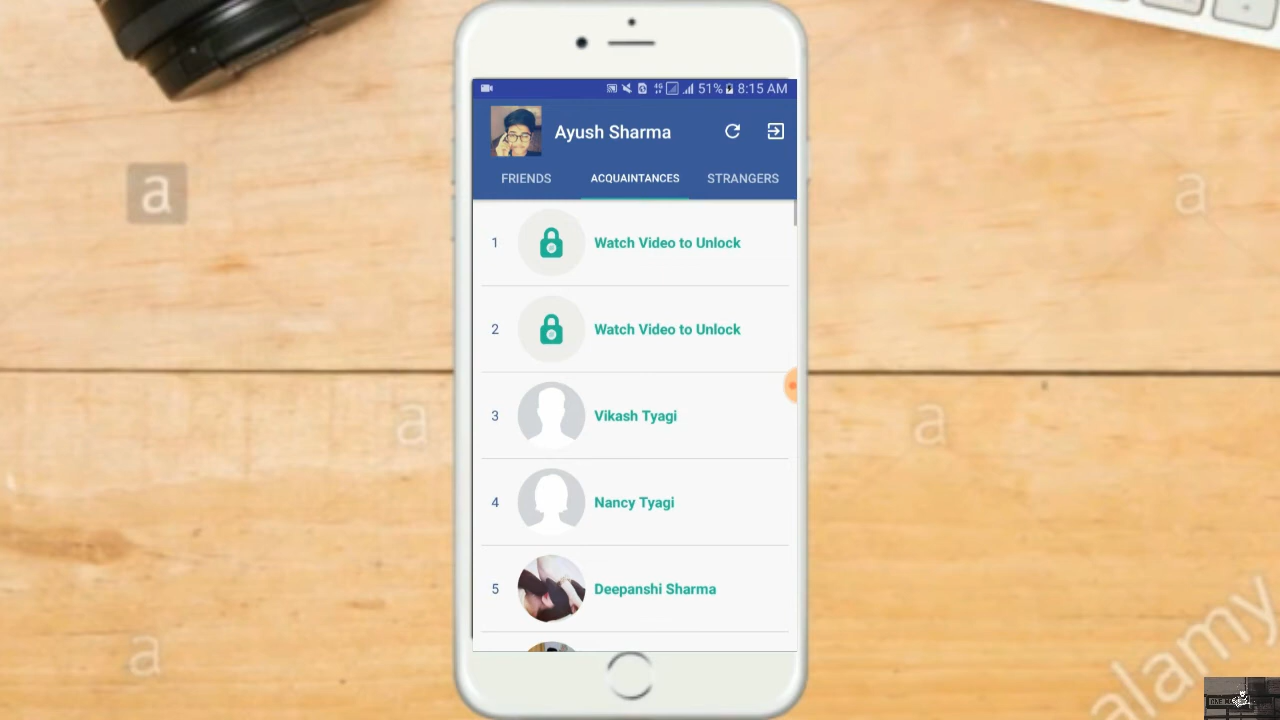 51% 8:15 AM
Ayush Sharma
FRIENDS ACQUAINTANCES STRANGERS
1 Watch Video to Unlock
2 Watch Video to Unlock
3 Vikash Tyagi
4 Nancy Tyagi
5 Deepanshi Sharma
a
a
a
a
a
alamy